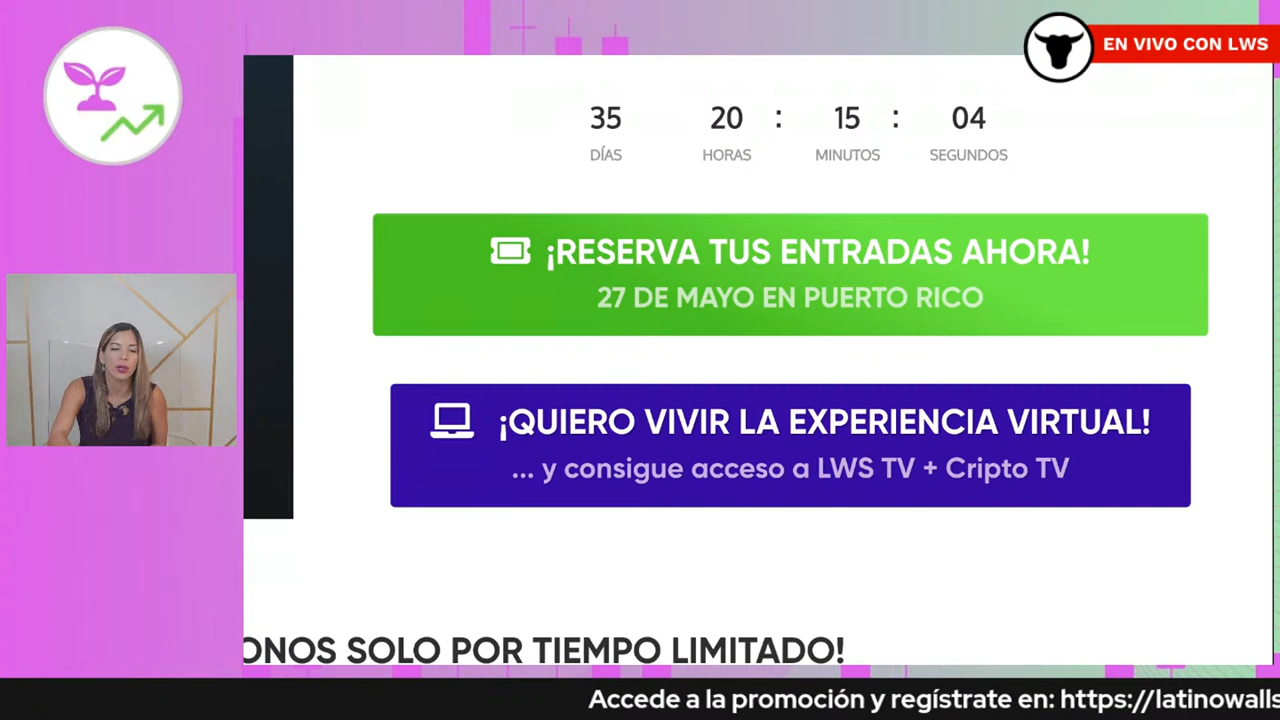 EN VIVO CON LWS
35 20 : 15 : 04
DÍAS HORAS MINUTOS SEGUNDOS
¡RESERVA TUS ENTRADAS AHORA!
27 DE MAYO EN PUERTO RICO
¡QUIERO VIVIR LA EXPERIENCIA VIRTUAL!
... y consigue acceso a LWS TV + Cripto TV
ONOS SOLO POR TIEMPO LIMITADO!
Accede a la promoción y regístrate en: https://latinowalls